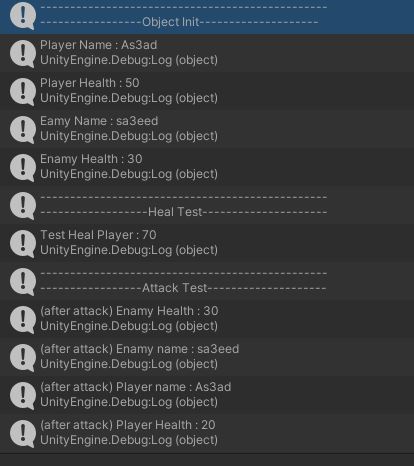 ------------------------------------------------
-----------------Object Init--------------------
Player Name : As3ad
UnityEngine.Debug:Log (object)
Player Health : 50
UnityEngine.Debug:Log (object)
Eamy Name : sa3eed
UnityEngine.Debug:Log (object)
Enamy Health : 30
UnityEngine.Debug:Log (object)
------------------------------------------------
------------------Heal Test---------------------
Test Heal Player : 70
UnityEngine.Debug:Log (object)
------------------------------------------------
-----------------Attack Test--------------------
(after attack) Enamy Health : 30
UnityEngine.Debug:Log (object)
(after attack) Enamey name : sa3eed
UnityEngine.Debug:Log (object)
(after attack) Player name : As3ad
UnityEngine.Debug:Log (object)
(after attack) Player Health : 20
UnityEngine.Debug:Log (object)